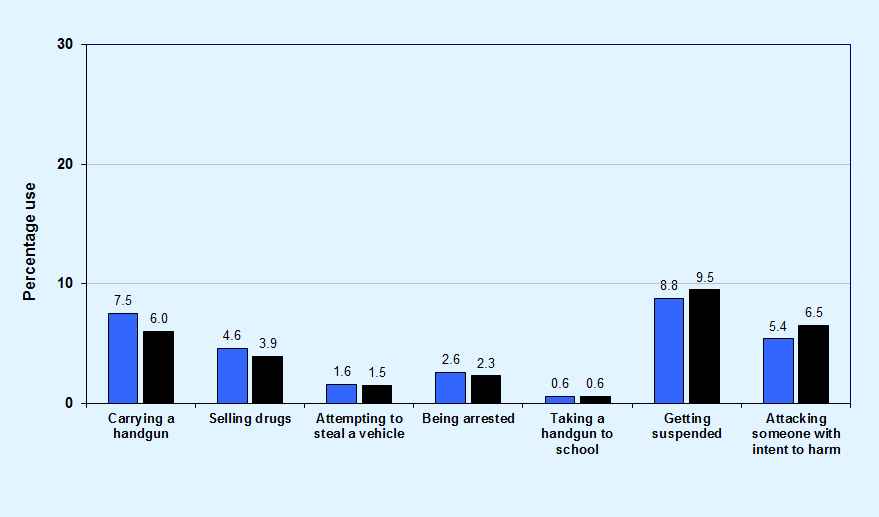 30
20
10
0
Percentage use
7.5
6.0
4.6
3.9
1.6
1.5
2.6
2.3
0.6
0.6
8.8
9.5
5.4
6.5
Carrying a
handgun
Selling drugs
Attempting to
steal a vehicle
Being arrested
Taking a
handgun to
school
Getting
suspended
Attacking
someone with
intent to harm